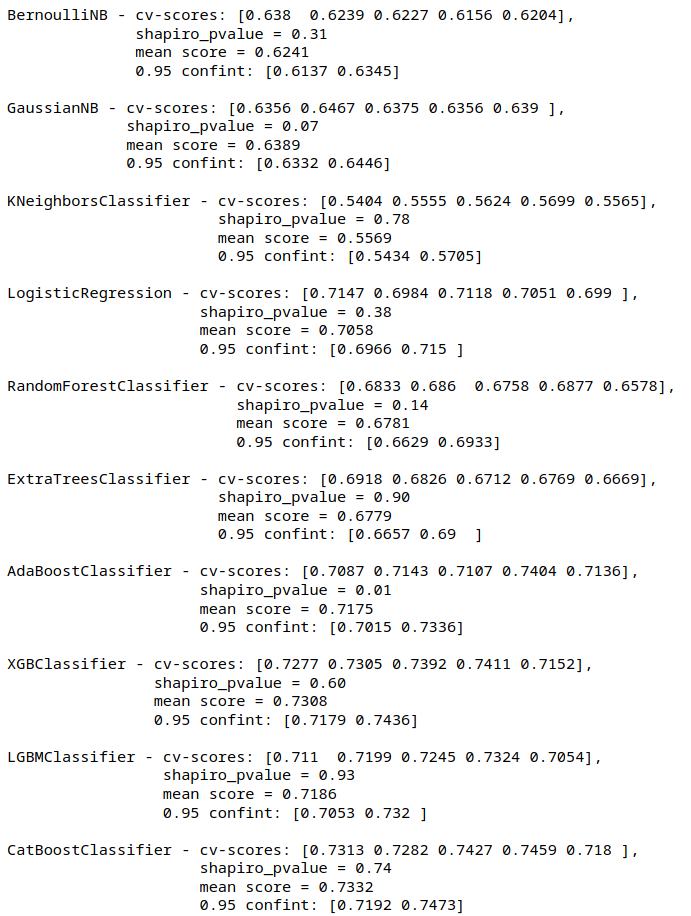 BernoulliNB - cv-scores: [0.638  0.6239 0.6227 0.6156 0.6204],
shapiro_pvalue = 0.31
mean score = 0.6241
0.95 confint: [0.6137 0.6345]
GaussianNB - cv-scores: [0.6356 0.6467 0.6375 0.6356 0.639 ],
shapiro_pvalue = 0.07
mean score = 0.6389
0.95 confint: [0.6332 0.6446]
KNeighborsClassifier - cv-scores: [0.5404 0.5555 0.5624 0.5699 0.5565],
shapiro_pvalue = 0.78
mean score = 0.5569
0.95 confint: [0.5434 0.5705]
LogisticRegression - cv-scores: [0.7147 0.6984 0.7118 0.7051 0.699 ],
shapiro_pvalue = 0.38
mean score = 0.7058
0.95 confint: [0.6966 0.715 ]
RandomForestClassifier - cv-scores: [0.6833 0.686  0.6758 0.6877 0.6578],
shapiro_pvalue = 0.14
mean score = 0.6781
0.95 confint: [0.6629 0.6933]
ExtraTreesClassifier - cv-scores: [0.6918 0.6826 0.6712 0.6769 0.6669],
shapiro_pvalue = 0.90
mean score = 0.6779
0.95 confint: [0.6657 0.69  ]
AdaBoostClassifier - cv-scores: [0.7087 0.7143 0.7107 0.7404 0.7136],
shapiro_pvalue = 0.01
mean score = 0.7175
0.95 confint: [0.7015 0.7336]
XGBClassifier - cv-scores: [0.7277 0.7305 0.7392 0.7411 0.7152],
shapiro_pvalue = 0.60
mean score = 0.7308
0.95 confint: [0.7179 0.7436]
LGBMClassifier - cv-scores: [0.711  0.7199 0.7245 0.7324 0.7054],
shapiro_pvalue = 0.93
mean score = 0.7186
0.95 confint: [0.7053 0.732 ]
CatBoostClassifier - cv-scores: [0.7313 0.7282 0.7427 0.7459 0.718 ],
shapiro_pvalue = 0.74
mean score = 0.7332
0.95 confint: [0.7192 0.7473]